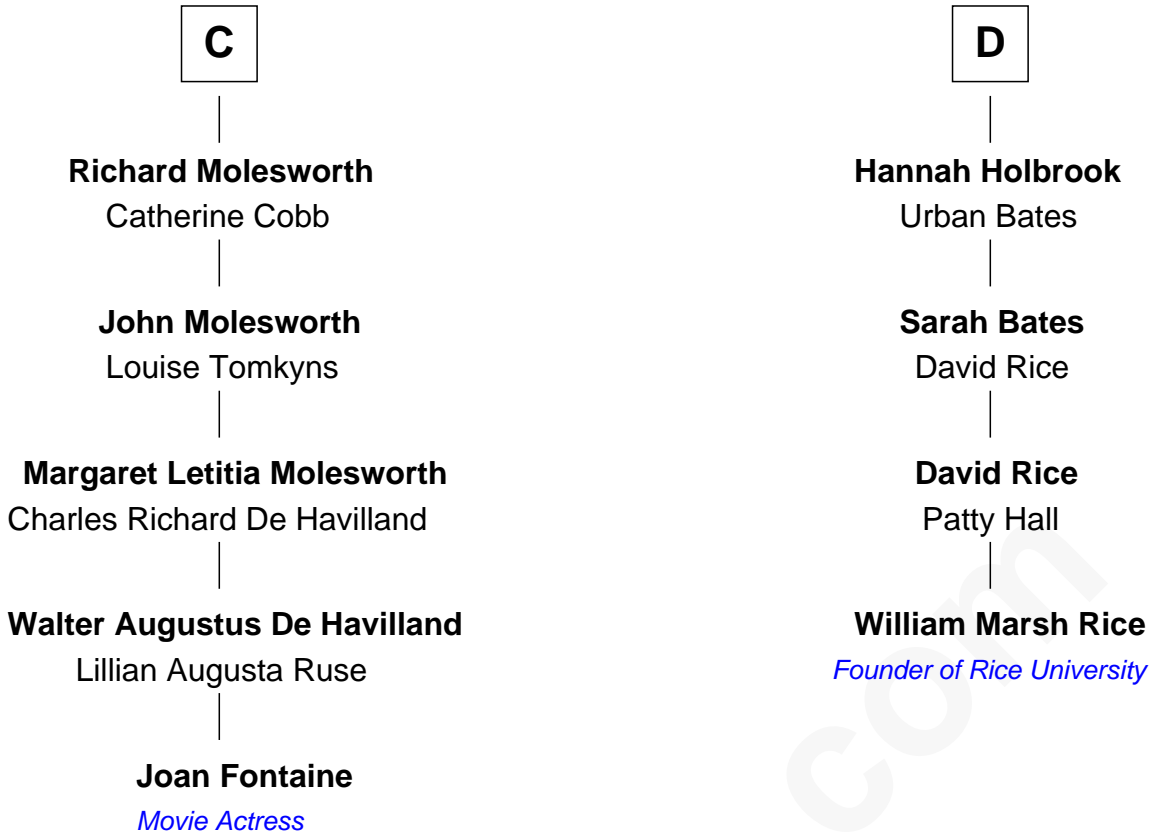 C
Richard Molesworth
Catherine Cobb
John Molesworth
Louise Tomkyns
Margaret Letitia Molesworth
Charles Richard De Havilland
Walter Augustus De Havilland
Lillian Augusta Ruse
Joan Fontaine
Movie Actress
D
Hannah Holbrook
Urban Bates
Sarah Bates
David Rice
David Rice
Patty Hall
William Marsh Rice
Founder of Rice University
com